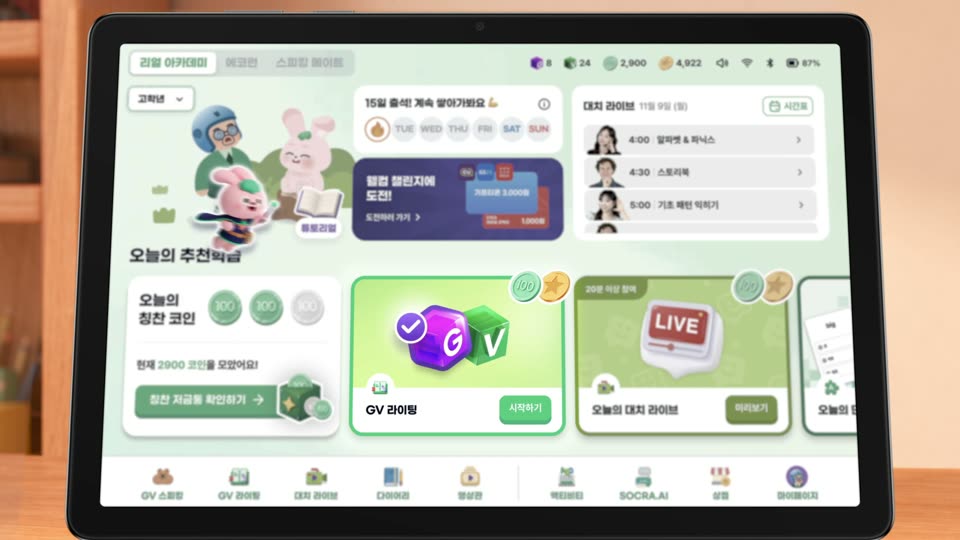 리얼 아카데미
에코랜
스피킹 메이트
8
24
2,900
4,922
87%
고학년
15일 출석! 계속 쌓아가봐요
TUE WED THU FRI SAT SUN
웰컴 챌린지에
도전!
도전하러 가기
기프티콘 3,000원
1,000원
튜토리얼
대치 라이브 11월 9일 (월)
시간표
4:00 알파벳 & 파닉스
4:30 스토리북
5:00 기초 패턴 익히기
오늘의 추천학습
오늘의
칭찬 코인
100 100 100
현재 2900 코인을 모았어요!
칭찬 저금통 확인하기
100
G V
GV 라이팅
시작하기
20분 이상 참여
100
LIVE
오늘의 대치 라이브
미리보기
GV 스피킹
GV 라이팅
대치 라이브
다이어리
영상관
액티비티
SOCRA.AI
상점
마이페이지